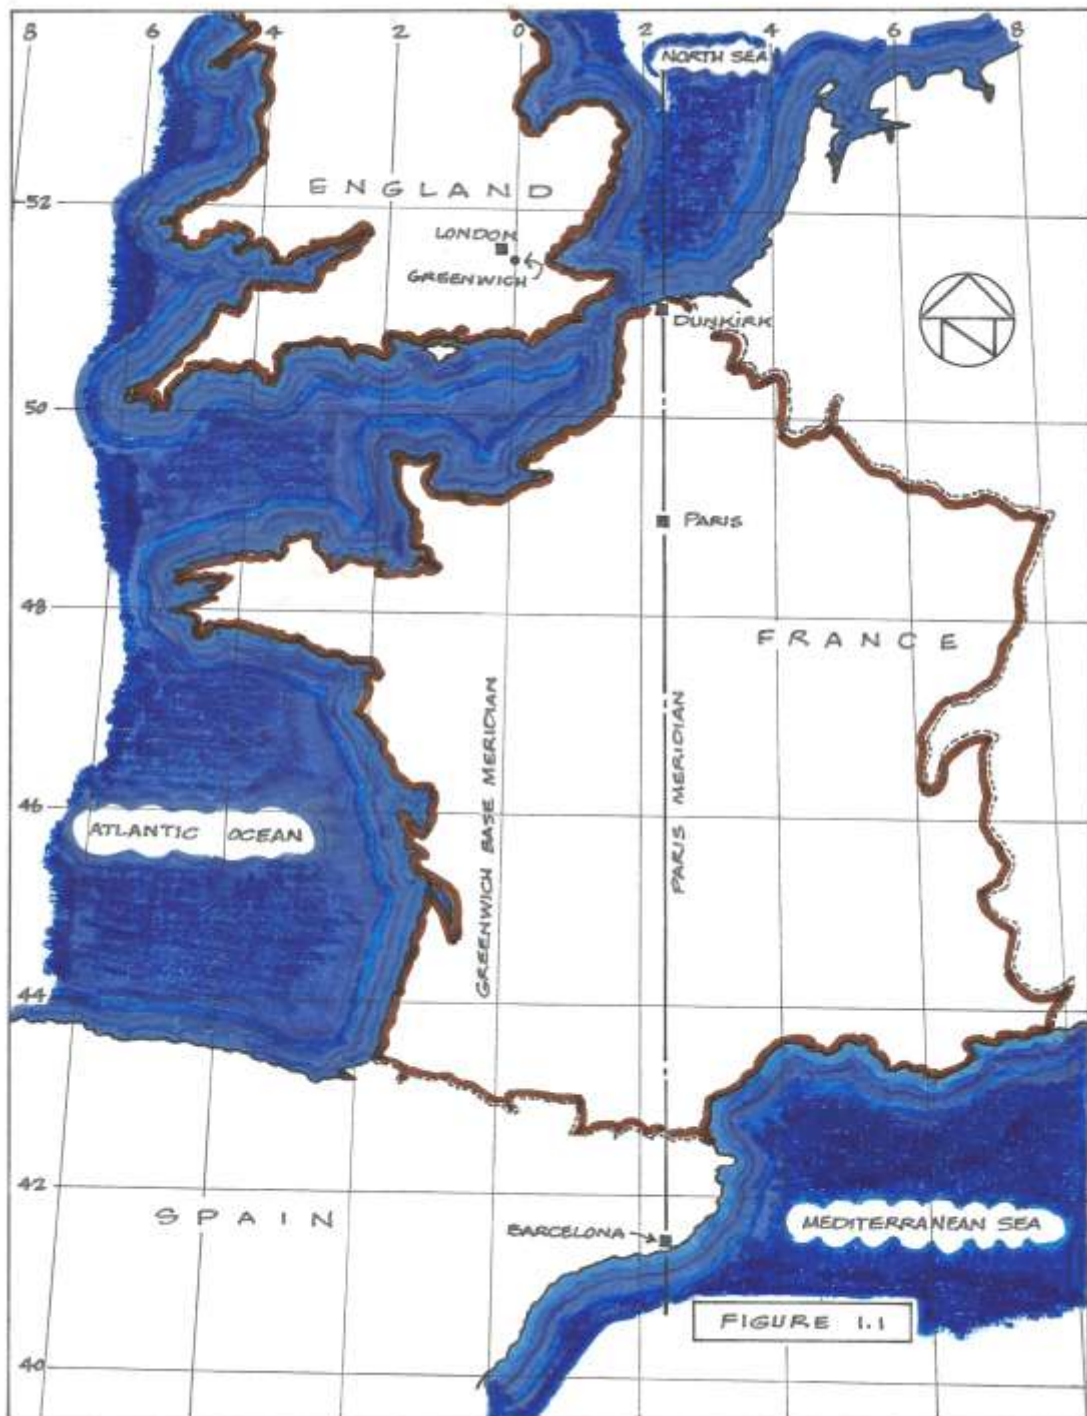 8 6 4 2 0 2 4 6 8
NORTH SEA
52
ENGLAND
LONDON
GREENWICH
DUNKIRK
N
50
PARIS
48
FRANCE
GREENWICH BASE MERIDIAN
PARIS MERIDIAN
46
ATLANTIC OCEAN
44
42
SPAIN
MEDITERRANEAN SEA
BARCELONA
FIGURE 1.1
40